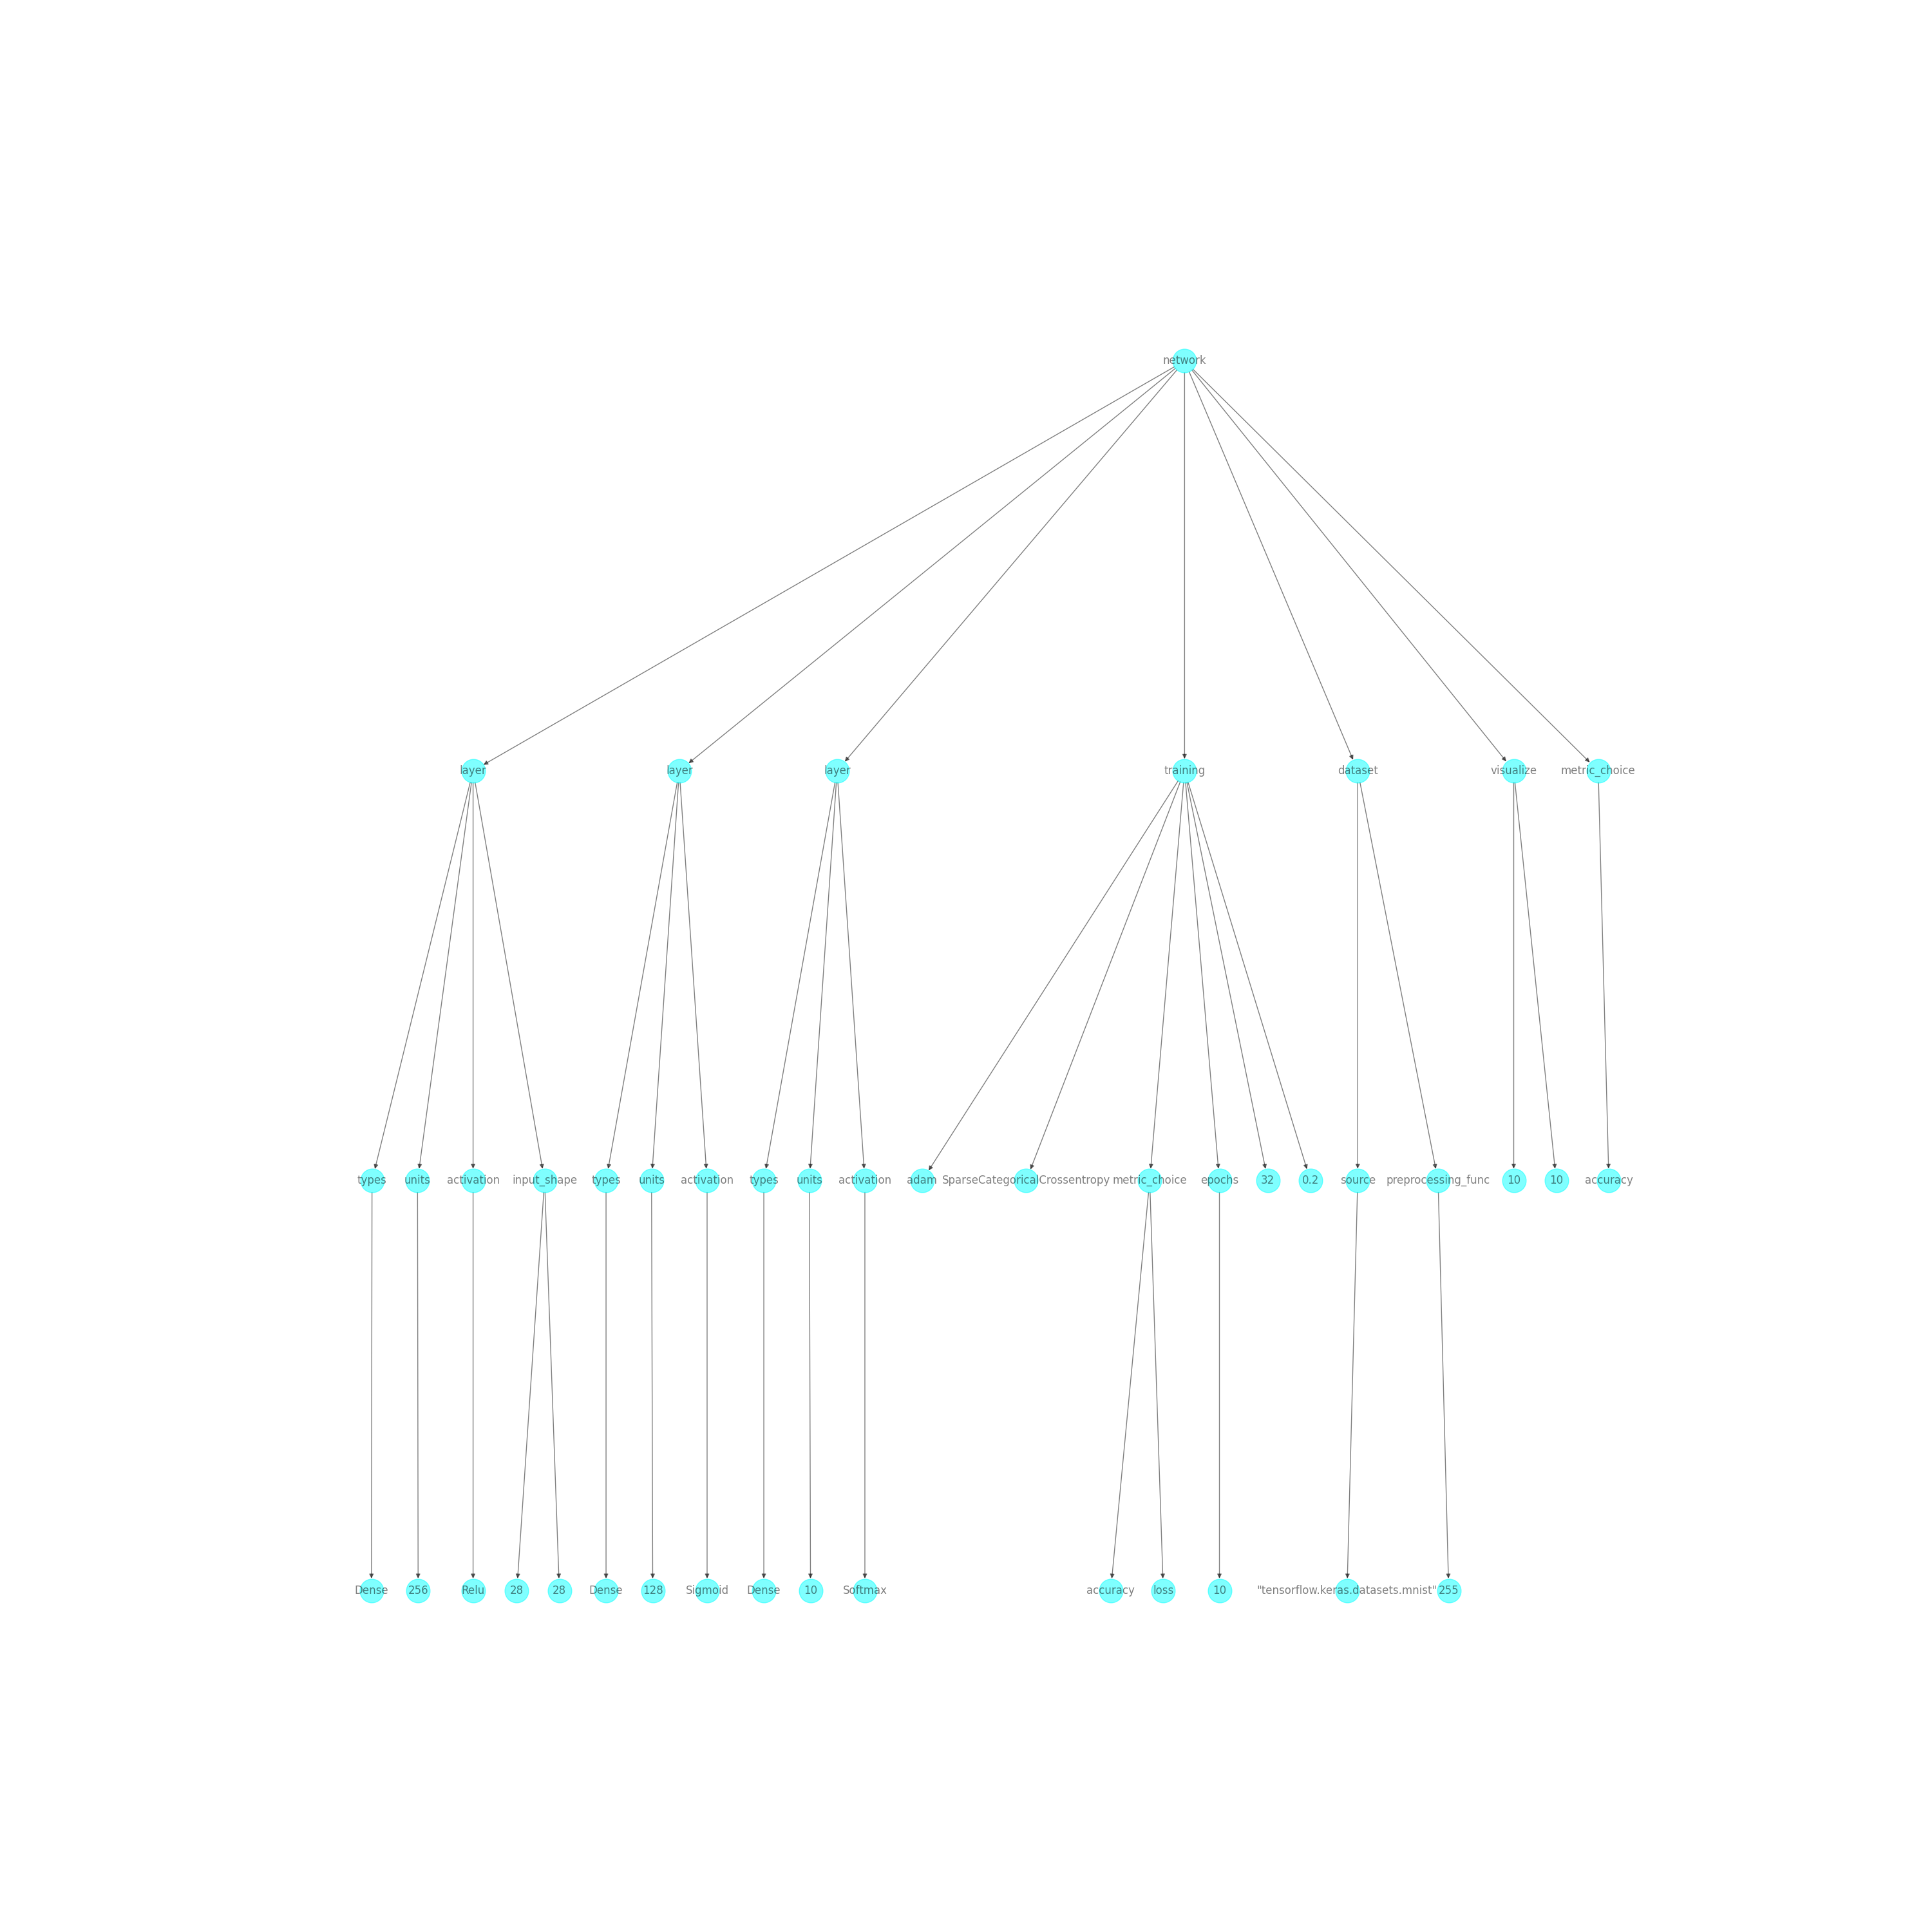 network
layer layer layer training dataset visualize metric_choice
types units activation input_shape types units activation types units activation adam SparseCategoricalCrossentropy metric_choice epochs 32 0.2 source preprocessing_func 10 10 accuracy
Dense 256 Relu 28 28 Dense 128 Sigmoid Dense 10 Softmax accuracy loss 10 "tensorflow.keras.datasets.mnist" 255